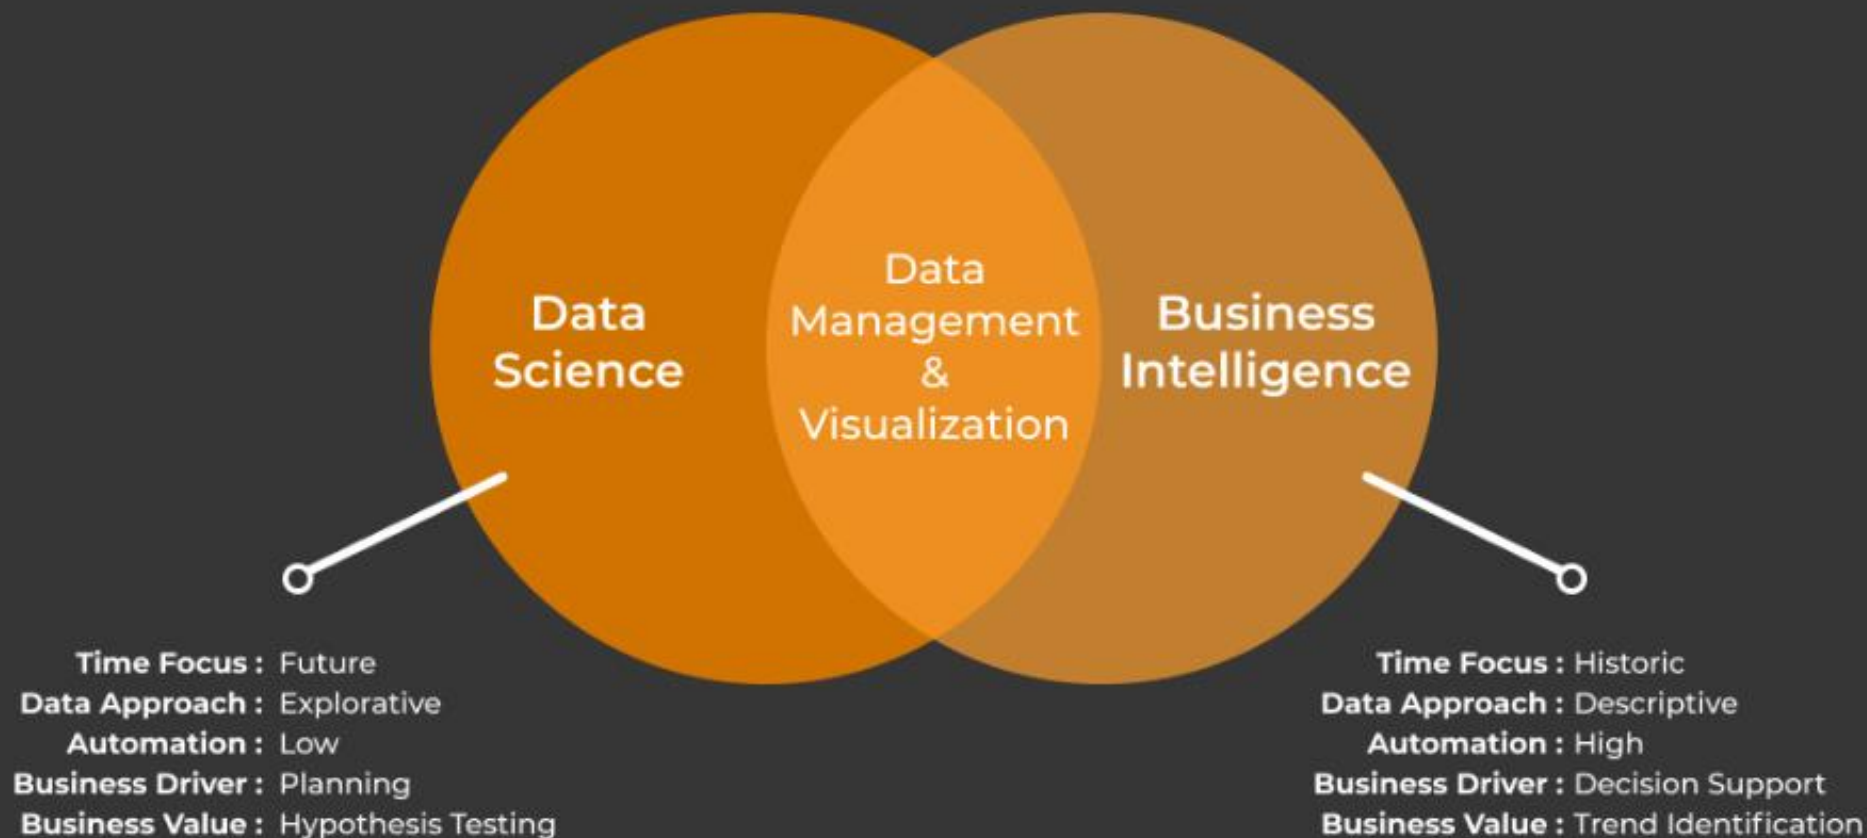 Data
Science
Data
Management
&
Visualization
Business
Intelligence
Time Focus : Future
Data Approach : Explorative
Automation : Low
Business Driver : Planning
Business Value : Hypothesis Testing
Time Focus : Historic
Data Approach : Descriptive
Automation : High
Business Driver : Decision Support
Business Value : Trend Identification